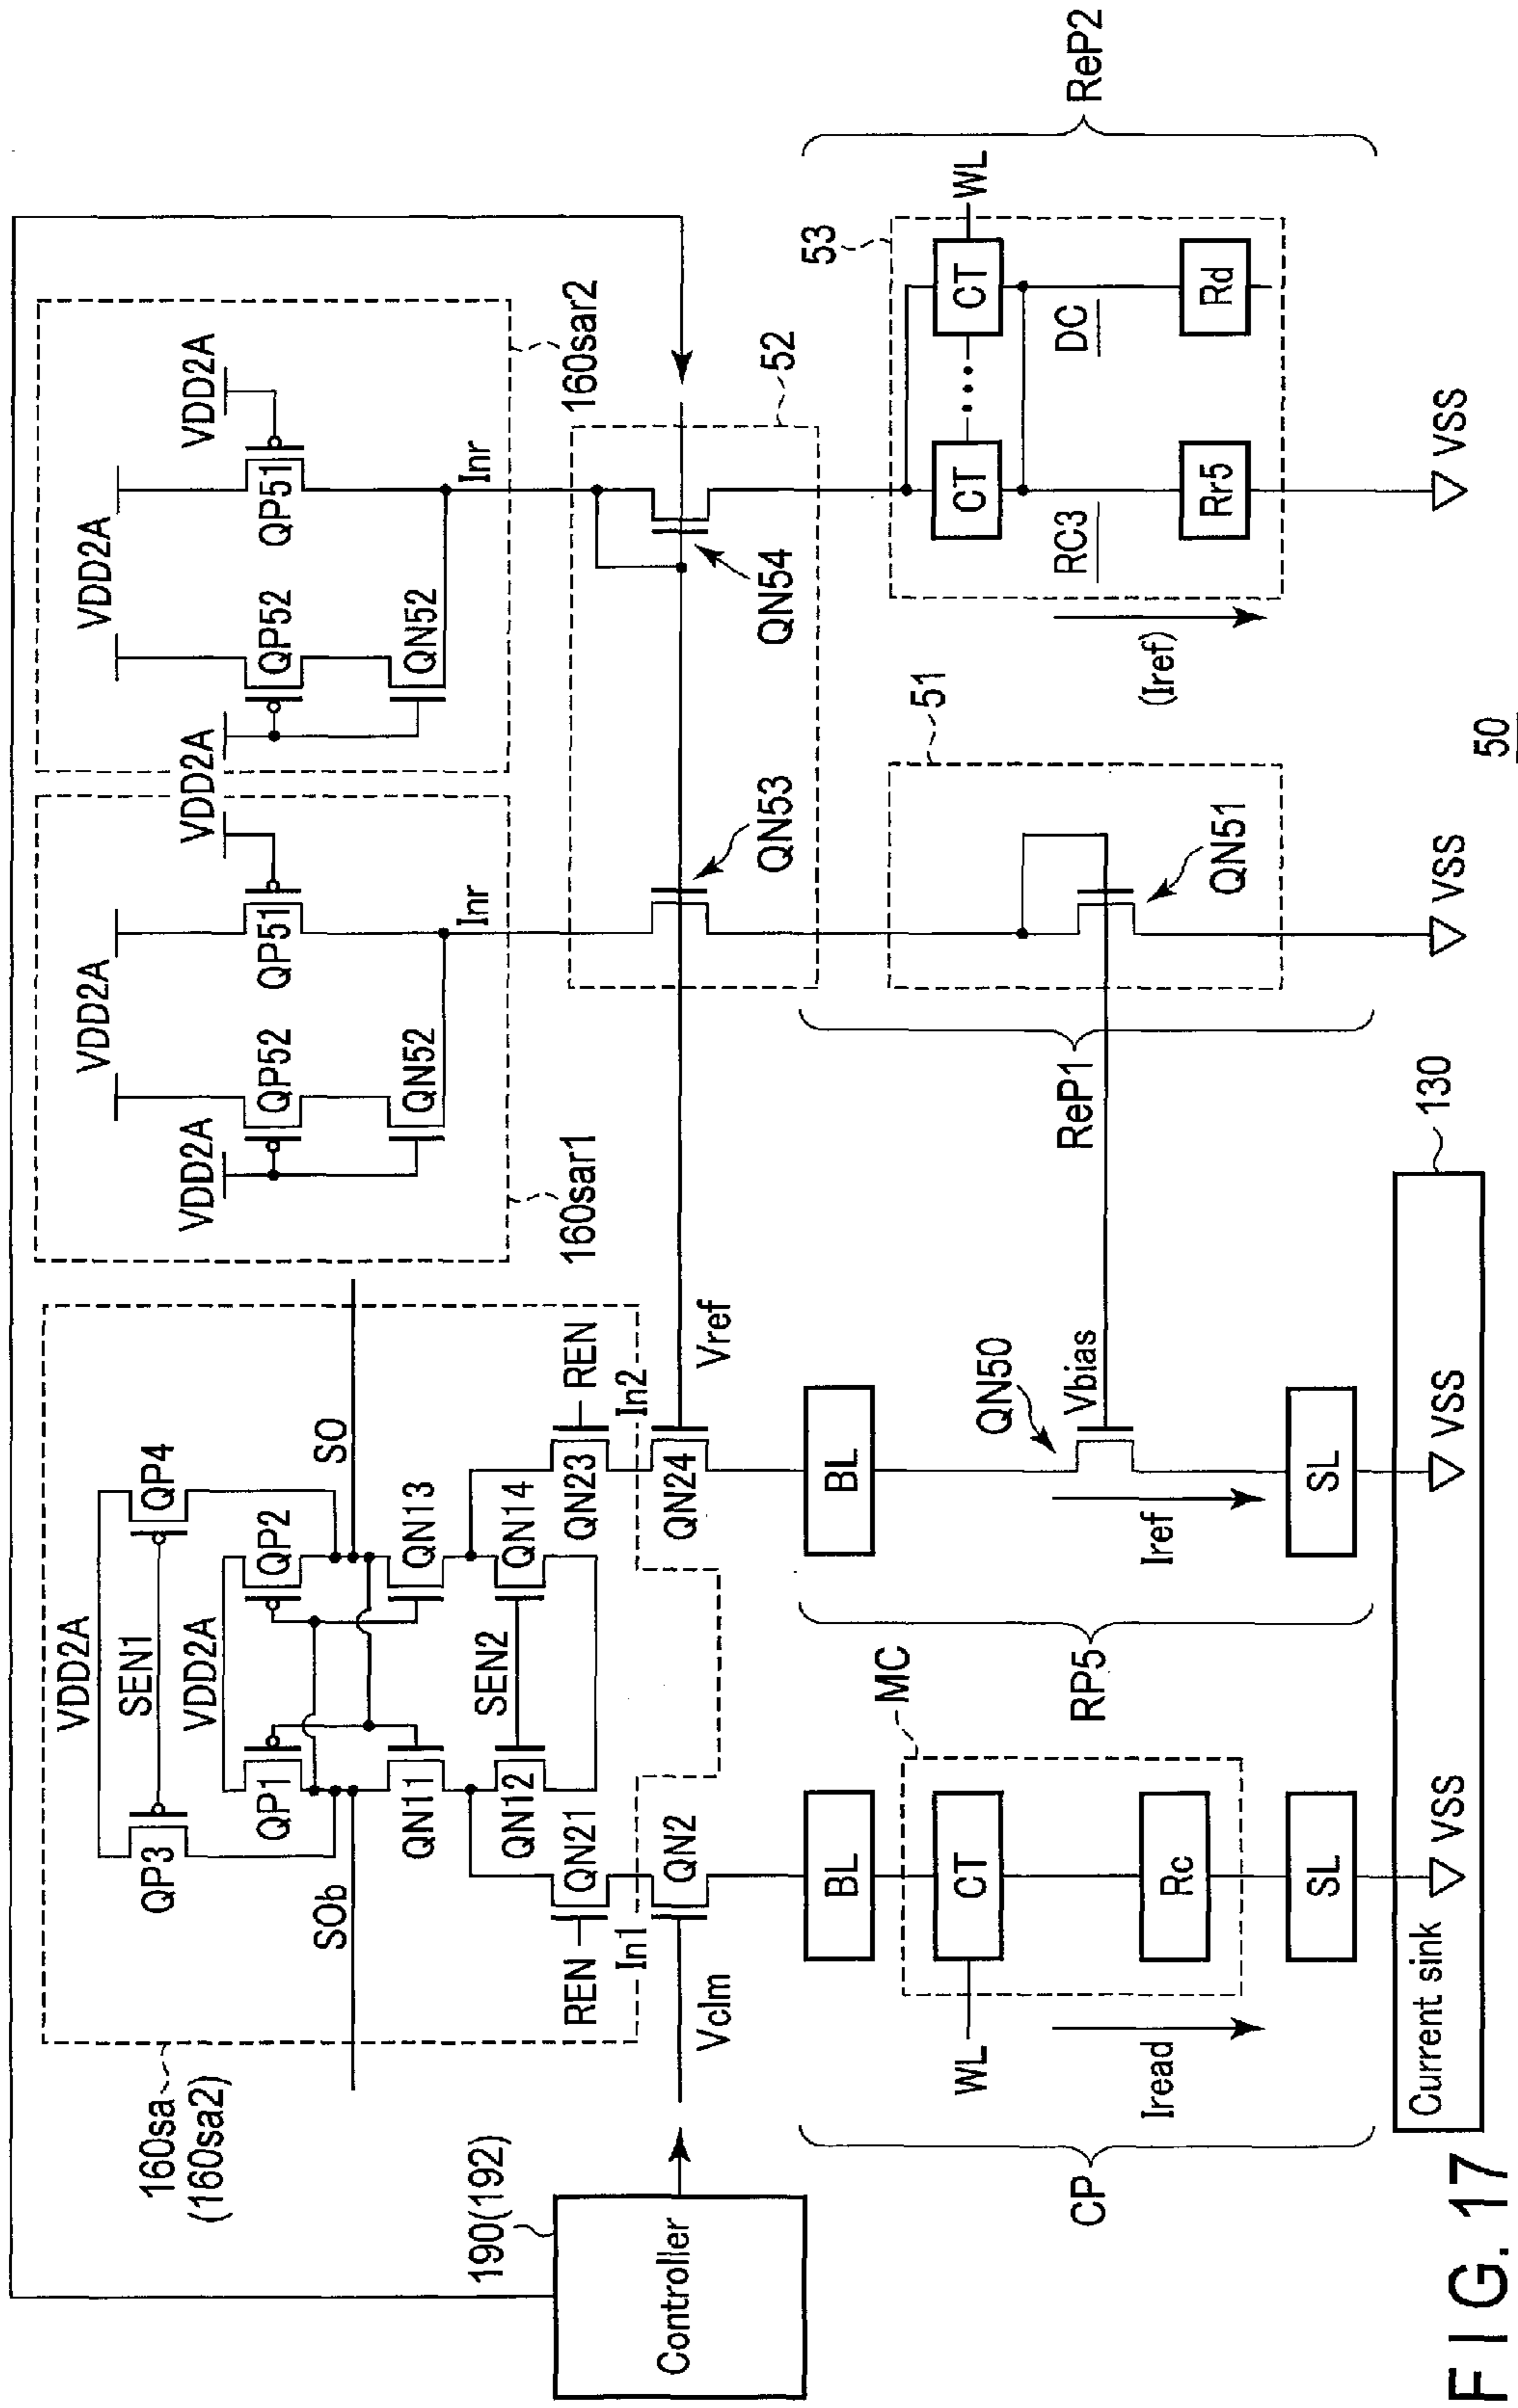 VDD2A
SEN1
QP3
QP4
VDD2A
QP1
QP2
SOb
SO
QN11
QN13
QN12
SEN2
QN14
REN
QN21
QN23
REN
In1
In2
QN2
QN24
Vclm
Vref
160sa
(160sa2)
190(192)
Controller
VDD2A
VDD2A
VDD2A
QP52
QP51
QN52
Inr
160sar1
VDD2A
VDD2A
QP52
QP51
QN52
Inr
160sar2
QN53
QN54
52
BL
MC
WL
CT
Rc
SL
Iread
CP
VSS
BL
QN50
Vbias
Iref
SL
RP5
VSS
51
QN51
ReP1
VSS
53
CT
CT
WL
RC3
DC
Rr5
Rd
(Iref)
ReP2
VSS
Current sink
130
50
FIG. 17